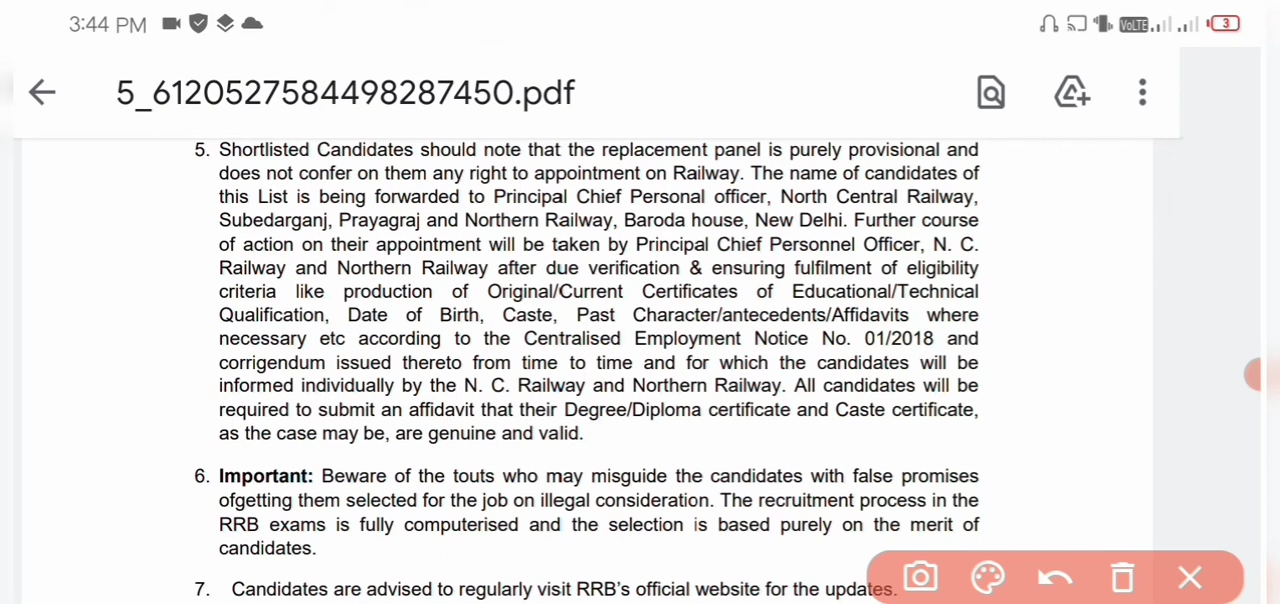 3:44 PM
VoLTE
3
5_6120527584498287450.pdf
5. Shortlisted Candidates should note that the replacement panel is purely provisional and
does not confer on them any right to appointment on Railway. The name of candidates of
this List is being forwarded to Principal Chief Personal officer, North Central Railway,
Subedarganj, Prayagraj and Northern Railway, Baroda house, New Delhi. Further course
of action on their appointment will be taken by Principal Chief Personnel Officer, N. C.
Railway and Northern Railway after due verification & ensuring fulfilment of eligibility
criteria like production of Original/Current Certificates of Educational/Technical
Qualification, Date of Birth, Caste, Past Character/antecedents/Affidavits where
necessary etc according to the Centralised Employment Notice No. 01/2018 and
corrigendum issued thereto from time to time and for which the candidates will be
informed individually by the N. C. Railway and Northern Railway. All candidates will be
required to submit an affidavit that their Degree/Diploma certificate and Caste certificate,
as the case may be, are genuine and valid.
6. Important: Beware of the touts who may misguide the candidates with false promises
ofgetting them selected for the job on illegal consideration. The recruitment process in the
RRB exams is fully computerised and the selection is based purely on the merit of
candidates.
7. Candidates are advised to regularly visit RRB's official website for the updates.